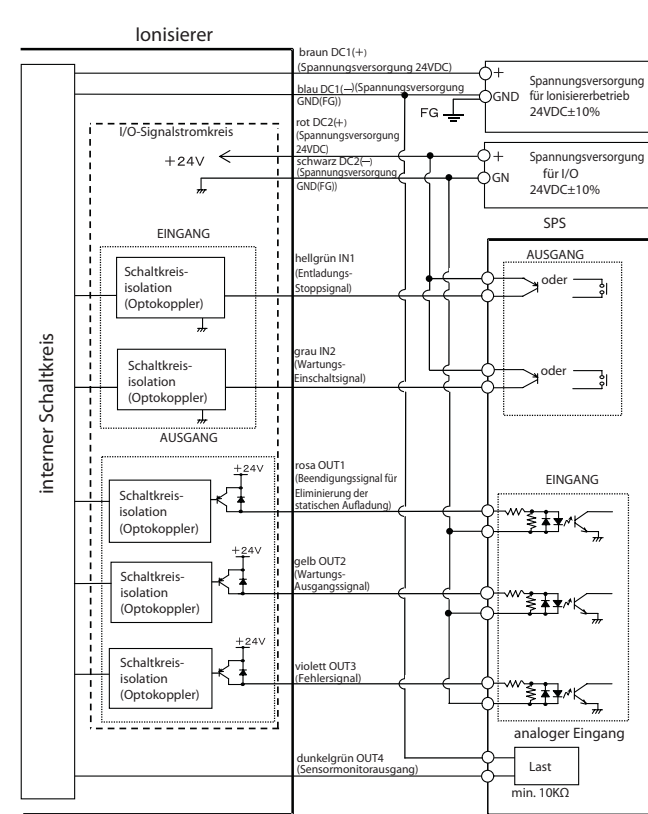 Ionisierer
braun DC1(+)
(Spannungsversorgung 24VDC)
blau DC1(—)(Spannungsversorgung
GND(FG))
+
GND
FG
Spannungsversorgung
für Ionisiererbetrieb
24VDC±10%
I/O-Signalstromkreis
+24V
rot DC2(+)
(Spannungsversorgung
24VDC)
schwarz DC2(—)
(Spannungsversorgung
GND(FG))
+
GN
Spannungsversorgung
für I/O
24VDC±10%
SPS
interner Schaltkreis
EINGANG
Schaltkreis-
isolation
(Optokoppler)
hellgrün IN1
(Entladungs-
Stoppsignal)
AUSGANG
oder
Schaltkreis-
isolation
(Optokoppler)
grau IN2
(Wartungs-
Einschaltsignal)
oder
AUSGANG
Schaltkreis-
isolation
(Optokoppler)
+24V
rosa OUT1
(Beendigungssignal für
Eliminierung der
statischen Aufladung)
EINGANG
Schaltkreis-
isolation
(Optokoppler)
+24V
gelb OUT2
(Wartungs-
Ausgangssignal)
Schaltkreis-
isolation
(Optokoppler)
+24V
violett OUT3
(Fehlersignal)
analoger Eingang
dunkelgrün OUT4
(Sensormonitorausgang)
Last
min. 10KΩ